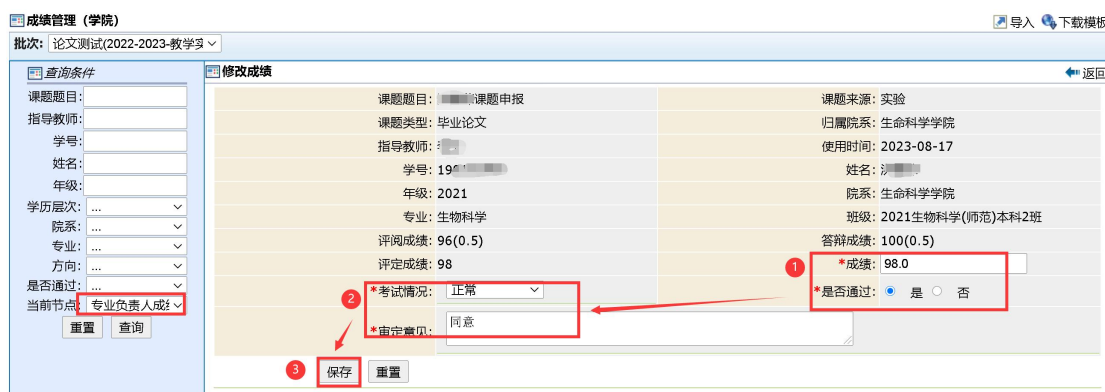 成绩管理（学院）
导入 下载模板
批次: 论文测试(2022-2023-教学实
查询条件
修改成绩
返回
课题题目:
指导教师:
学号:
姓名:
年级:
学历层次: ...
院系: ...
专业: ...
方向: ...
是否通过: ...
当前节点: 专业负责人成绩
重置 查询
课题题目: 课题申报 课题来源: 实验
课题类型: 毕业论文 归属院系: 生命科学学院
指导教师: 使用时间: 2023-08-17
学号: 19 姓名:
年级: 2021 院系: 生命科学学院
专业: 生物科学 班级: 2021生物科学(师范)本科2班
评阅成绩: 96(0.5) 答辩成绩: 100(0.5)
评定成绩: 98 1 *成绩: 98.0
2 *考试情况: 正常 *是否通过: 是 否
*审定意见: 同意
3 保存 重置